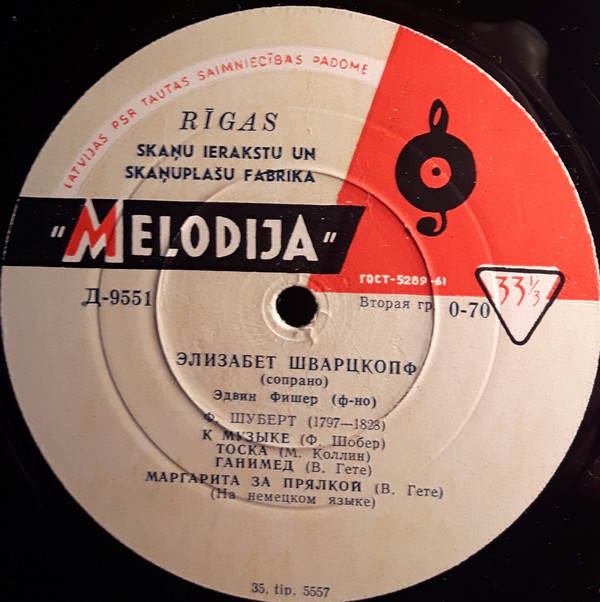 LATVIJAS PSR TAUTAS SAIMNIECĪBAS PADOME
RĪGAS
SKAŅU IERAKSTU UN
SKAŅUPLAŠU FABRIKA
"MELODIJA"
ГОСТ-5289-61
Д-9551
Вторая гр. 0-70
33⅓
ЭЛИЗАБЕТ ШВАРЦКОПФ
(сопрано)
Эдвин Фишер (ф-но)
Ф. ШУБЕРТ (1797—1828)
К МУЗЫКЕ (Ф. Шобер)
ТОСКА (М. Коллин)
ГАНИМЕД (В. Гете)
МАРГАРИТА ЗА ПРЯЛКОЙ (В. Гете)
(На немецком языке)
35. tip. 5557